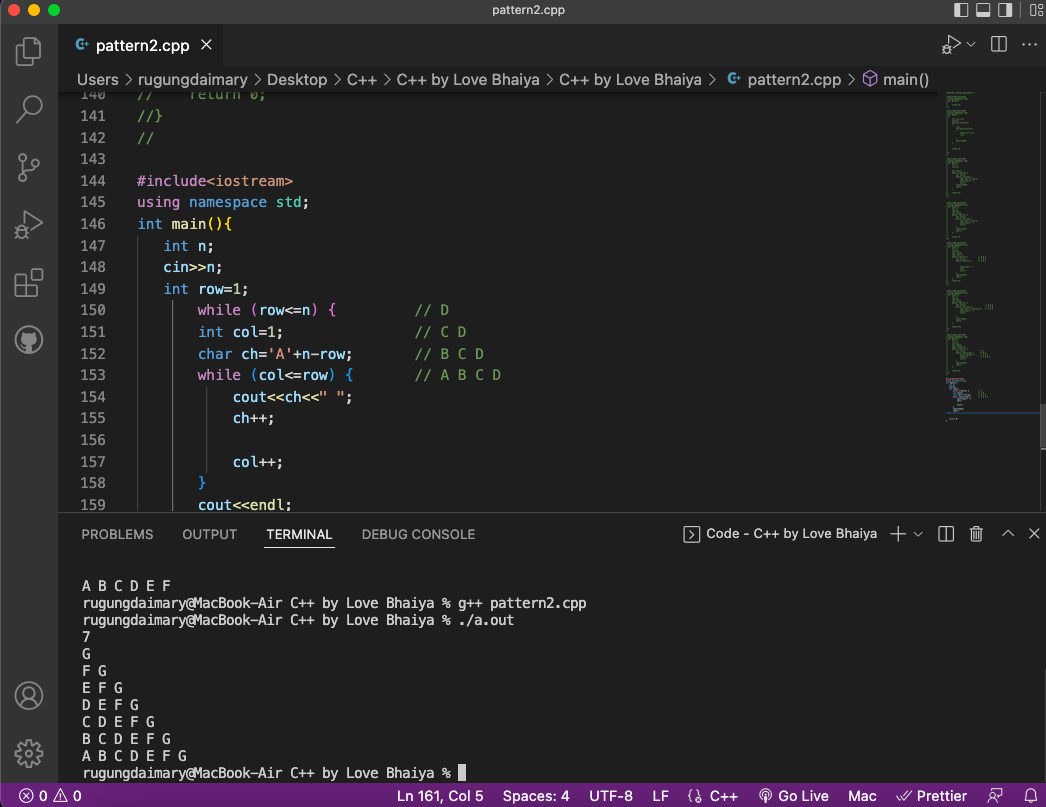 pattern2.cpp
pattern2.cpp
Users > rugungdaimary > Desktop > C++ > C++ by Love Bhaiya > C++ by Love Bhaiya > pattern2.cpp > main()
140 // return 0;
141 //}
142 //
143
144 #include<iostream>
145 using namespace std;
146 int main(){
147 int n;
148 cin>>n;
149 int row=1;
150 while (row<=n) { // D
151 int col=1; // C D
152 char ch='A'+n-row; // B C D
153 while (col<=row) { // A B C D
154 cout<<ch<<" ";
155 ch++;
156
157 col++;
158 }
159 cout<<endl;
PROBLEMS OUTPUT TERMINAL DEBUG CONSOLE Code - C++ by Love Bhaiya
A B C D E F
rugungdaimary@MacBook-Air C++ by Love Bhaiya % g++ pattern2.cpp
rugungdaimary@MacBook-Air C++ by Love Bhaiya % ./a.out
7
G
F G
E F G
D E F G
C D E F G
B C D E F G
A B C D E F G
rugungdaimary@MacBook-Air C++ by Love Bhaiya %
0 0 Ln 161, Col 5 Spaces: 4 UTF-8 LF C++ Go Live Mac Prettier